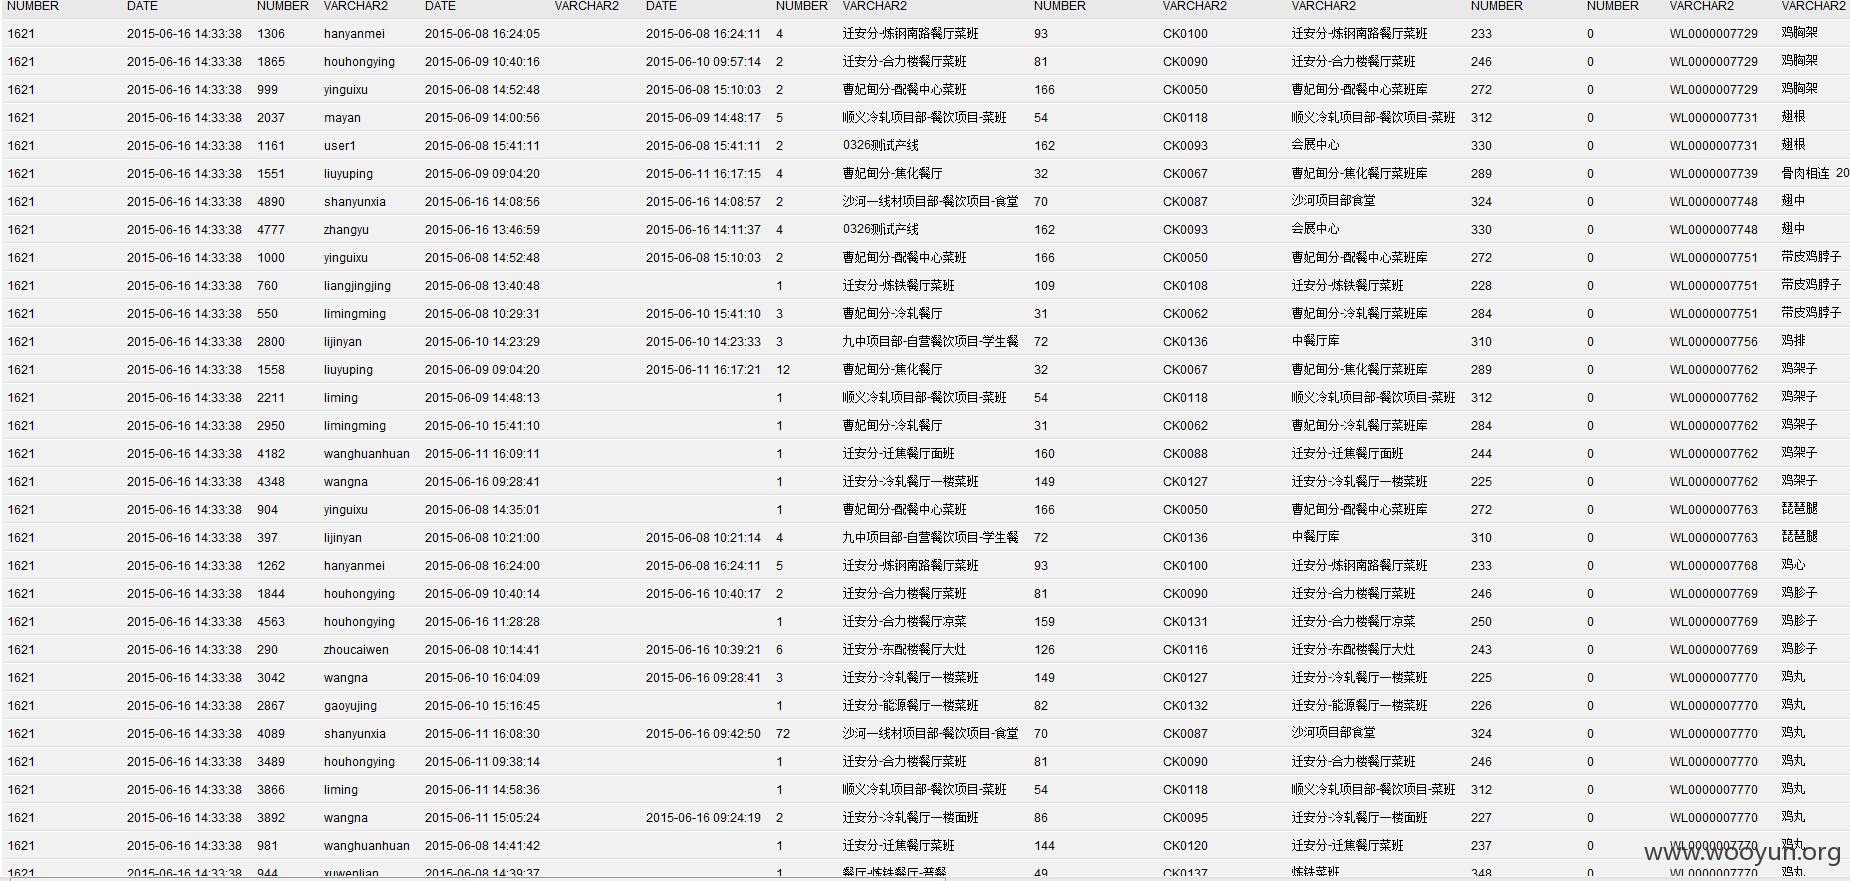 NUMBER DATE NUMBER VARCHAR2 DATE VARCHAR2 DATE NUMBER VARCHAR2 NUMBER VARCHAR2 VARCHAR2 NUMBER NUMBER VARCHAR2 VARCHAR2
1621 2015-06-16 14:33:38 1306 hanyanmei 2015-06-08 16:24:05 2015-06-08 16:24:11 4 迁安分-炼钢南路餐厅菜班 93 CK0100 迁安分-炼钢南路餐厅菜班 233 0 WL0000007729 鸡胸架
1621 2015-06-16 14:33:38 1865 houhongying 2015-06-09 10:40:16 2015-06-10 09:57:14 2 迁安分-合力楼餐厅菜班 81 CK0090 迁安分-合力楼餐厅菜班 246 0 WL0000007729 鸡胸架
1621 2015-06-16 14:33:38 999 yinguixu 2015-06-08 14:52:48 2015-06-08 15:10:03 2 曹妃甸分-配餐中心菜班 166 CK0050 曹妃甸分-配餐中心菜班库 272 0 WL0000007729 鸡胸架
1621 2015-06-16 14:33:38 2037 mayan 2015-06-09 14:00:56 2015-06-09 14:48:17 5 顺义冷轧项目部-餐饮项目-菜班 54 CK0118 顺义冷轧项目部-餐饮项目-菜班 312 0 WL0000007731 翅根
1621 2015-06-16 14:33:38 1161 user1 2015-06-08 15:41:11 2015-06-08 15:41:11 2 0326测试产线 162 CK0093 会展中心 330 0 WL0000007731 翅根
1621 2015-06-16 14:33:38 1551 liuyuping 2015-06-09 09:04:20 2015-06-11 16:17:15 4 曹妃甸分-焦化餐厅 32 CK0067 曹妃甸分-焦化餐厅菜班库 289 0 WL0000007739 骨肉相连 20
1621 2015-06-16 14:33:38 4890 shanyunxia 2015-06-16 14:08:56 2015-06-16 14:08:57 2 沙河一线材项目部-餐饮项目-食堂 70 CK0087 沙河项目部食堂 324 0 WL0000007748 翅中
1621 2015-06-16 14:33:38 4777 zhangyu 2015-06-16 13:46:59 2015-06-16 14:11:37 4 0326测试产线 162 CK0093 会展中心 330 0 WL0000007748 翅中
1621 2015-06-16 14:33:38 1000 yinguixu 2015-06-08 14:52:48 2015-06-08 15:10:03 2 曹妃甸分-配餐中心菜班 166 CK0050 曹妃甸分-配餐中心菜班库 272 0 WL0000007751 带皮鸡脖子
1621 2015-06-16 14:33:38 760 liangjingjing 2015-06-08 13:40:48 1 迁安分-炼铁餐厅菜班 109 CK0108 迁安分-炼铁餐厅菜班 228 0 WL0000007751 带皮鸡脖子
1621 2015-06-16 14:33:38 550 limingming 2015-06-08 10:29:31 2015-06-10 15:41:10 3 曹妃甸分-冷轧餐厅 31 CK0062 曹妃甸分-冷轧餐厅菜班库 284 0 WL0000007751 带皮鸡脖子
1621 2015-06-16 14:33:38 2800 lijinyan 2015-06-10 14:23:29 2015-06-10 14:23:33 3 九中项目部-自营餐饮项目-学生餐 72 CK0136 中餐厅库 310 0 WL0000007756 鸡排
1621 2015-06-16 14:33:38 1558 liuyuping 2015-06-09 09:04:20 2015-06-11 16:17:21 12 曹妃甸分-焦化餐厅 32 CK0067 曹妃甸分-焦化餐厅菜班库 289 0 WL0000007762 鸡架子
1621 2015-06-16 14:33:38 2211 liming 2015-06-09 14:48:13 1 顺义冷轧项目部-餐饮项目-菜班 54 CK0118 顺义冷轧项目部-餐饮项目-菜班 312 0 WL0000007762 鸡架子
1621 2015-06-16 14:33:38 2950 limingming 2015-06-10 15:41:10 1 曹妃甸分-冷轧餐厅 31 CK0062 曹妃甸分-冷轧餐厅菜班库 284 0 WL0000007762 鸡架子
1621 2015-06-16 14:33:38 4182 wanghuanhuan 2015-06-11 16:09:11 1 迁安分-迁焦餐厅面班 160 CK0088 迁安分-迁焦餐厅面班 244 0 WL0000007762 鸡架子
1621 2015-06-16 14:33:38 4348 wangna 2015-06-16 09:28:41 1 迁安分-冷轧餐厅一楼菜班 149 CK0127 迁安分-冷轧餐厅一楼菜班 225 0 WL0000007762 鸡架子
1621 2015-06-16 14:33:38 904 yinguixu 2015-06-08 14:35:01 1 曹妃甸分-配餐中心菜班 166 CK0050 曹妃甸分-配餐中心菜班库 272 0 WL0000007763 琵琶腿
1621 2015-06-16 14:33:38 397 lijinyan 2015-06-08 10:21:00 2015-06-08 10:21:14 4 九中项目部-自营餐饮项目-学生餐 72 CK0136 中餐厅库 310 0 WL0000007763 琵琶腿
1621 2015-06-16 14:33:38 1262 hanyanmei 2015-06-08 16:24:00 2015-06-08 16:24:11 5 迁安分-炼钢南路餐厅菜班 93 CK0100 迁安分-炼钢南路餐厅菜班 233 0 WL0000007768 鸡心
1621 2015-06-16 14:33:38 1844 houhongying 2015-06-09 10:40:14 2015-06-16 10:40:17 2 迁安分-合力楼餐厅菜班 81 CK0090 迁安分-合力楼餐厅菜班 246 0 WL0000007769 鸡胗子
1621 2015-06-16 14:33:38 4563 houhongying 2015-06-16 11:28:28 1 迁安分-合力楼餐厅凉菜 159 CK0131 迁安分-合力楼餐厅凉菜 250 0 WL0000007769 鸡胗子
1621 2015-06-16 14:33:38 290 zhoucaiwen 2015-06-08 10:14:41 2015-06-16 10:39:21 6 迁安分-东配楼餐厅大灶 126 CK0116 迁安分-东配楼餐厅大灶 243 0 WL0000007769 鸡胗子
1621 2015-06-16 14:33:38 3042 wangna 2015-06-10 16:04:09 2015-06-16 09:28:41 3 迁安分-冷轧餐厅一楼菜班 149 CK0127 迁安分-冷轧餐厅一楼菜班 225 0 WL0000007770 鸡丸
1621 2015-06-16 14:33:38 2867 gaoyujing 2015-06-10 15:16:45 1 迁安分-能源餐厅一楼菜班 82 CK0132 迁安分-能源餐厅一楼菜班 226 0 WL0000007770 鸡丸
1621 2015-06-16 14:33:38 4089 shanyunxia 2015-06-11 16:08:30 2015-06-16 09:42:50 72 沙河一线材项目部-餐饮项目-食堂 70 CK0087 沙河项目部食堂 324 0 WL0000007770 鸡丸
1621 2015-06-16 14:33:38 3489 houhongying 2015-06-11 09:38:14 1 迁安分-合力楼餐厅菜班 81 CK0090 迁安分-合力楼餐厅菜班 246 0 WL0000007770 鸡丸
1621 2015-06-16 14:33:38 3866 liming 2015-06-11 14:58:36 1 顺义冷轧项目部-餐饮项目-菜班 54 CK0118 顺义冷轧项目部-餐饮项目-菜班 312 0 WL0000007770 鸡丸
1621 2015-06-16 14:33:38 3892 wangna 2015-06-11 15:05:24 2015-06-16 09:24:19 2 迁安分-冷轧餐厅一楼面班 86 CK0095 迁安分-冷轧餐厅一楼面班 227 0 WL0000007770 鸡丸
1621 2015-06-16 14:33:38 981 wanghuanhuan 2015-06-08 14:41:42 1 迁安分-迁焦餐厅菜班 144 CK0120 迁安分-迁焦餐厅菜班 237 0 WL0000007770 鸡丸
1621 2015-06-16 14:33:38 944 xuwenlian 2015-06-08 14:39:37 1 餐厅-炼铁餐厅-普餐 49 CK0137 炼铁菜班 348 0 WL0000007770 鸡丸
www.wooyun.org